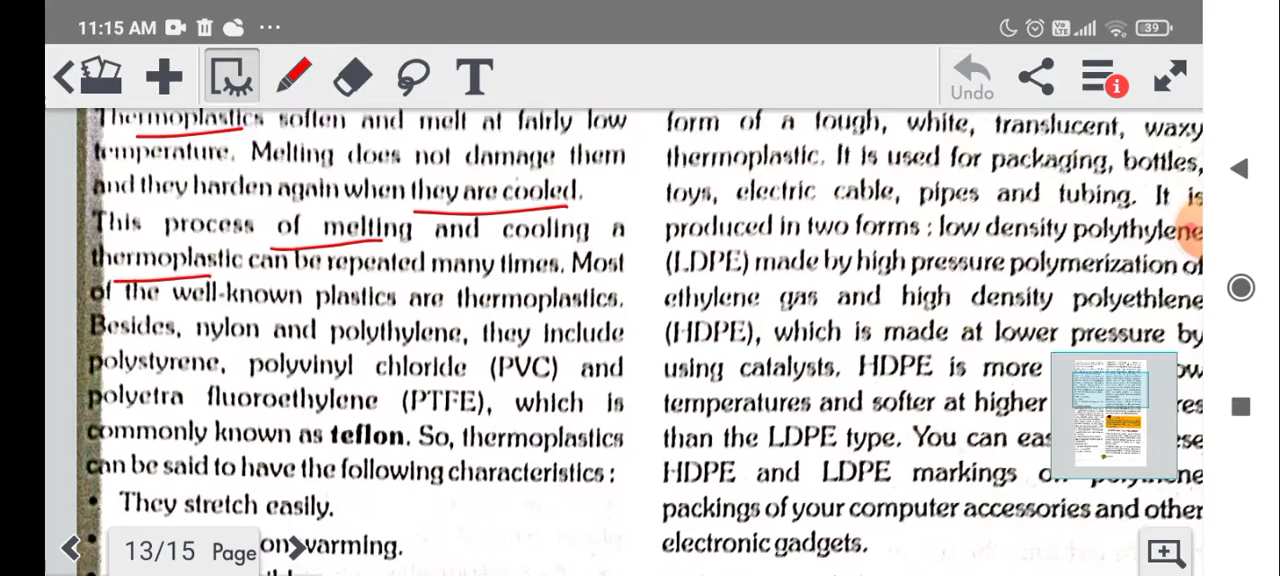 11:15 AM
39
T
Undo
Thermoplastics soften and melt at fairly low
temperature. Melting does not damage them
and they harden again when they are cooled.
This process of melting and cooling a
thermoplastic can be repeated many times. Most
of the well-known plastics are thermoplastics.
Besides, nylon and polythylene, they include
polystyrene, polyvinyl chloride (PVC) and
polyetra fluoroethylene (PTFE), which is
commonly known as teflon. So, thermoplastics
can be said to have the following characteristics :
• They stretch easily.
on warming.
form of a tough, white, translucent, waxy
thermoplastic. It is used for packaging, bottles,
toys, electric cable, pipes and tubing. It is
produced in two forms : low density polythylene
(LDPE) made by high pressure polymerization of
ethylene gas and high density polyethlene
(HDPE), which is made at lower pressure by
using catalysts. HDPE is more
temperatures and softer at higher
than the LDPE type. You can
HDPE and LDPE markings
packings of your computer accessories and other
electronic gadgets.
13/15 Page